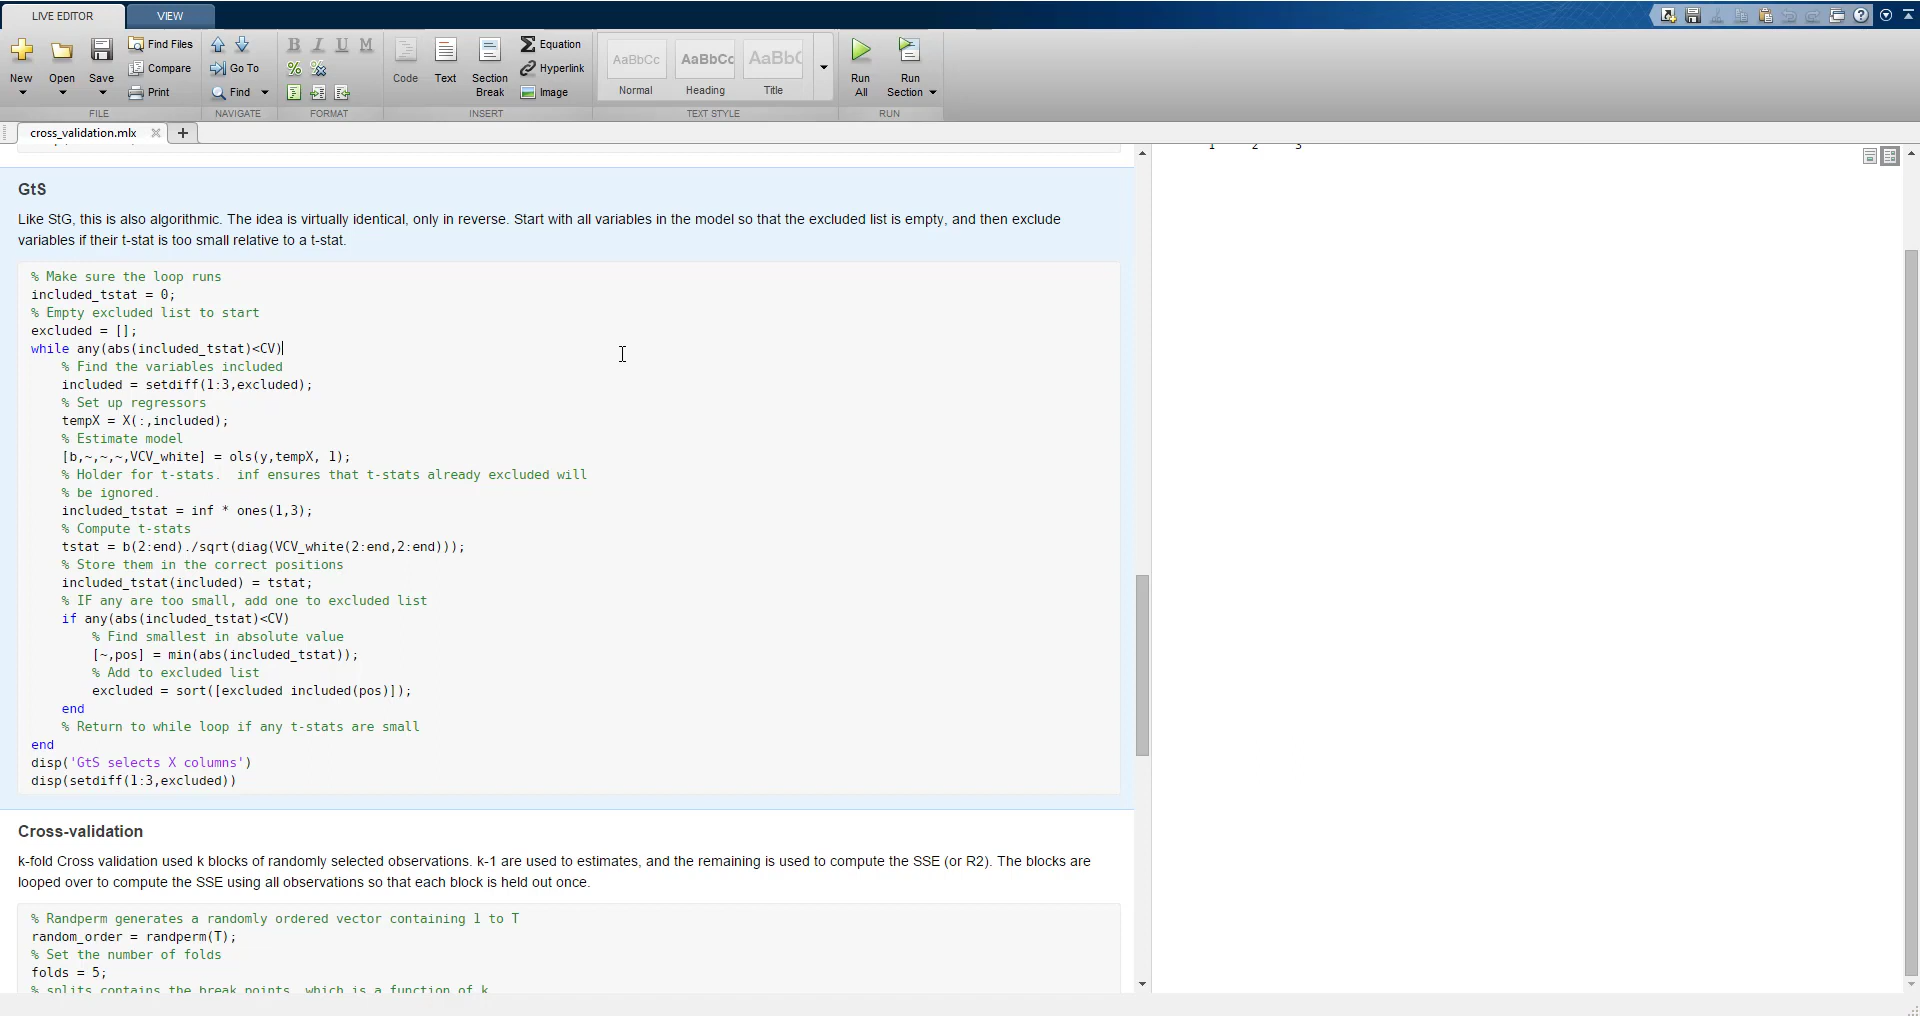 LIVE EDITOR
VIEW
New
Open
Save
Find Files
Compare
Print
FILE
Go To
Find
NAVIGATE
B I U M
FORMAT
Code
Text
Section Break
Equation
Hyperlink
Image
INSERT
AaBbCc
Normal
AaBbCc
Heading
AaBbC
Title
TEXT STYLE
Run All
Run Section
RUN
cross_validation.mlx
1 2 3
GtS
Like StG, this is also algorithmic. The idea is virtually identical, only in reverse. Start with all variables in the model so that the excluded list is empty, and then exclude
variables if their t-stat is too small relative to a t-stat.
% Make sure the loop runs
included_tstat = 0;
% Empty excluded list to start
excluded = [];
while any(abs(included_tstat)<CV)
% Find the variables included
included = setdiff(1:3,excluded);
% Set up regressors
tempX = X(:,included);
% Estimate model
[b,~,~,~,VCV_white] = ols(y,tempX, 1);
% Holder for t-stats.  inf ensures that t-stats already excluded will
% be ignored.
included_tstat = inf * ones(1,3);
% Compute t-stats
tstat = b(2:end)./sqrt(diag(VCV_white(2:end,2:end)));
% Store them in the correct positions
included_tstat(included) = tstat;
% IF any are too small, add one to excluded list
if any(abs(included_tstat)<CV)
% Find smallest in absolute value
[~,pos] = min(abs(included_tstat));
% Add to excluded list
excluded = sort([excluded included(pos)]);
end
% Return to while loop if any t-stats are small
end
disp('GtS selects X columns')
disp(setdiff(1:3,excluded))
Cross-validation
k-fold Cross validation used k blocks of randomly selected observations. k-1 are used to estimates, and the remaining is used to compute the SSE (or R2). The blocks are
looped over to compute the SSE using all observations so that each block is held out once.
% Randperm generates a randomly ordered vector containing 1 to T
random_order = randperm(T);
% Set the number of folds
folds = 5;
% splits contains the break points, which is a function of k